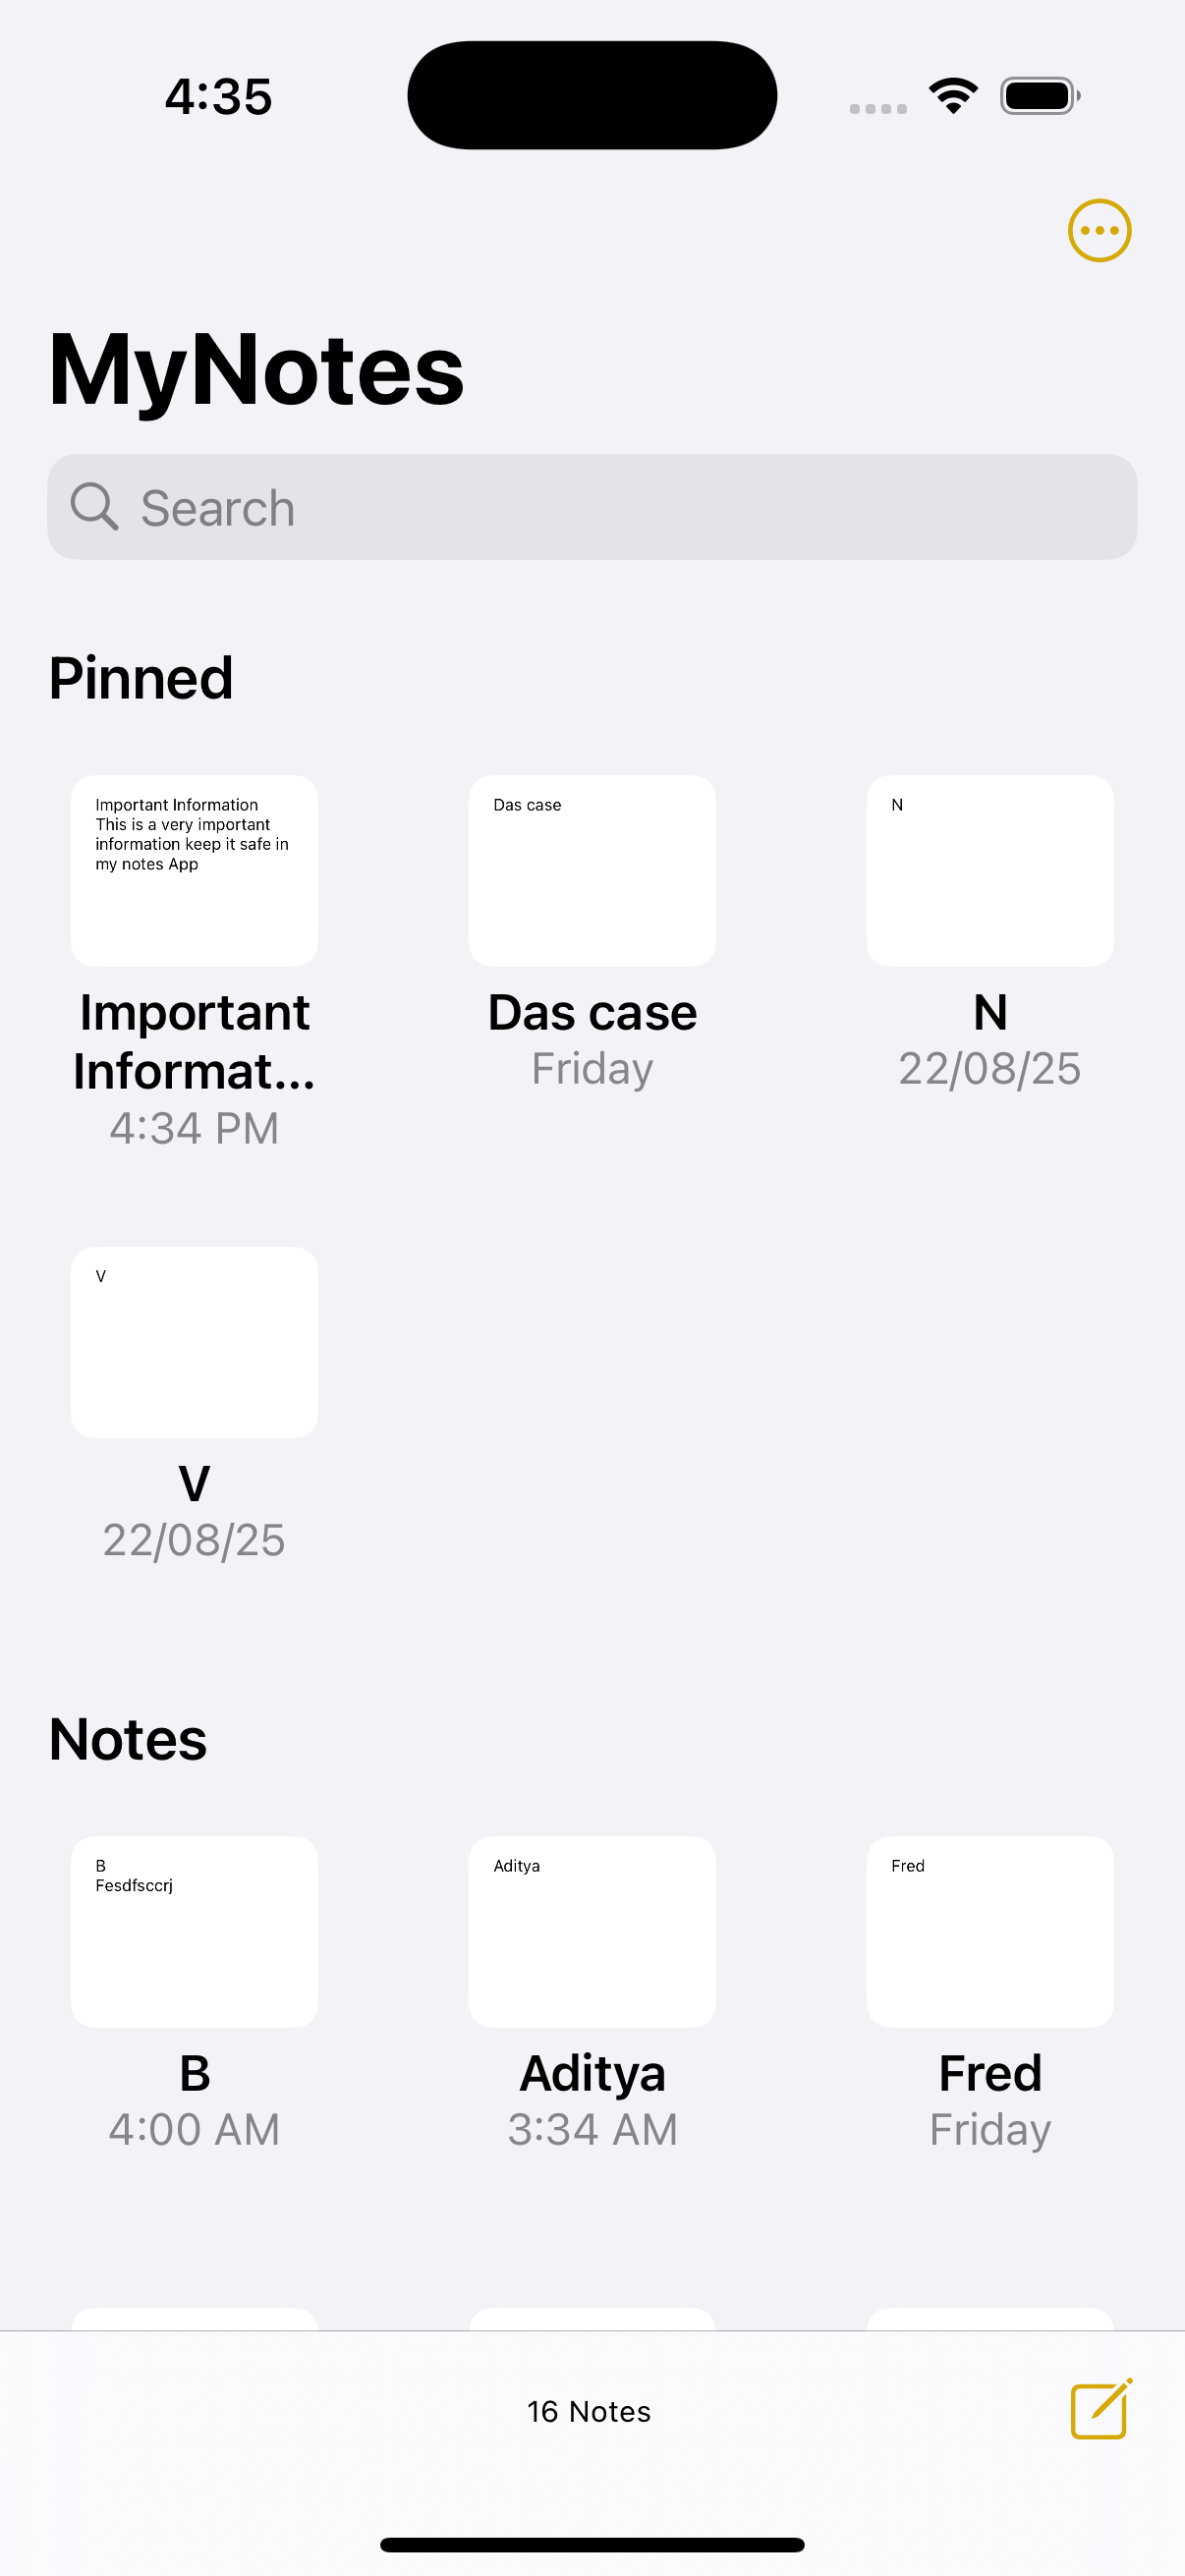 4:35
MyNotes
Search
Pinned
Important Information
This is a very important
information keep it safe in
my notes App
Das case
N
Important
Informat...
4:34 PM
Das case
Friday
N
22/08/25
V
V
22/08/25
Notes
B
Fesdfsccrj
Aditya
Fred
B
4:00 AM
Aditya
3:34 AM
Fred
Friday
16 Notes